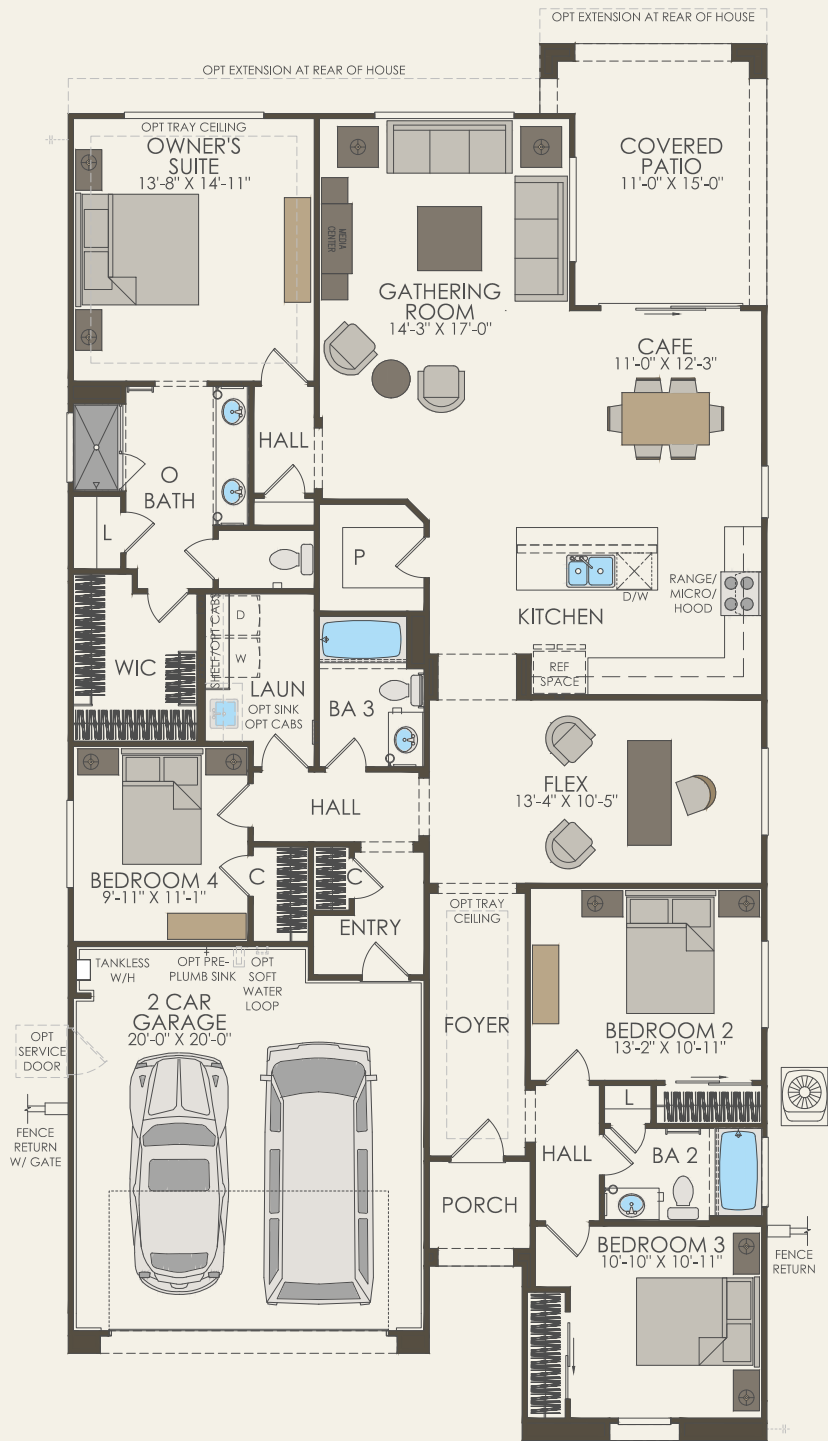 OPT EXTENSION AT REAR OF HOUSE
OPT EXTENSION AT REAR OF HOUSE
OPT TRAY CEILING
OWNER'S
SUITE
13'-8" X 14'-11"
COVERED
PATIO
11'-0" X 15'-0"
MEDIA
CENTER
GATHERING
ROOM
14'-3" X 17'-0"
CAFE
11'-0" X 12'-3"
HALL
O
BATH
L
P
D/W
RANGE/
MICRO/
HOOD
KITCHEN
REF
SPACE
SHELF/OPT CABS
D
W
WIC
LAUN
OPT SINK
OPT CABS
BA 3
FLEX
13'-4" X 10'-5"
HALL
BEDROOM 4
9'-11" X 11'-1"
C
C
ENTRY
OPT TRAY
CEILING
TANKLESS
W/H
OPT PRE-
PLUMB SINK
OPT
SOFT
WATER
LOOP
2 CAR
GARAGE
20'-0" X 20'-0"
OPT
SERVICE
DOOR
FOYER
BEDROOM 2
13'-2" X 10'-11"
L
FENCE
RETURN
W/ GATE
HALL
BA 2
PORCH
BEDROOM 3
10'-10" X 10'-11"
FENCE
RETURN